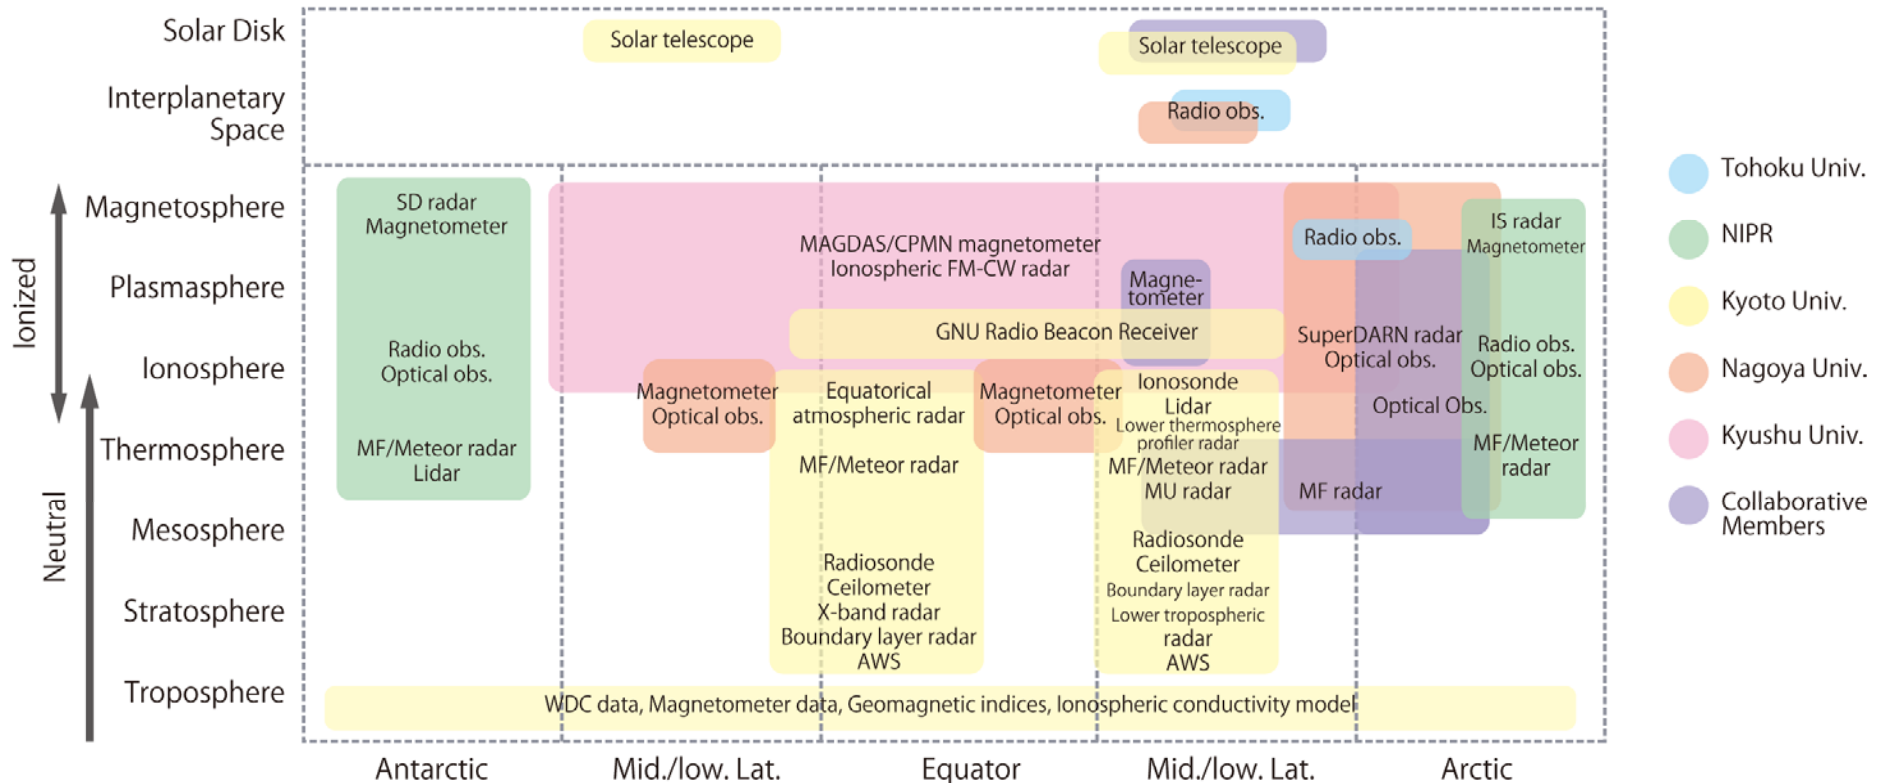 Solar Disk
Solar telescope
Solar telescope
Interplanetary
Space
Radio obs.
Ionized
Neutral
Magnetosphere
Plasmasphere
Ionosphere
Thermosphere
Mesosphere
Stratosphere
Troposphere
SD radar
Magnetometer
Radio obs.
Optical obs.
MF/Meteor radar
Lidar
MAGDAS/CPMN magnetometer
Ionospheric FM-CW radar
Magne-
tometer
GNU Radio Beacon Receiver
Magnetometer
Optical obs.
Equatorical
atmospheric radar
MF/Meteor radar
Radiosonde
Ceilometer
X-band radar
Boundary layer radar
AWS
Magnetometer
Optical obs.
Ionosonde
Lidar
Lower thermosphere
profiler radar
MF/Meteor radar
MU radar
Radiosonde
Ceilometer
Boundary layer radar
Lower tropospheric
radar
AWS
Radio obs.
SuperDARN radar
Optical obs.
Optical Obs.
MF radar
IS radar
Magnetometer
Radio obs.
Optical obs.
MF/Meteor
radar
WDC data, Magnetometer data, Geomagnetic indices, Ionospheric conductivity model
Antarctic
Mid./low. Lat.
Equator
Mid./low. Lat.
Arctic
Tohoku Univ.
NIPR
Kyoto Univ.
Nagoya Univ.
Kyushu Univ.
Collaborative
Members